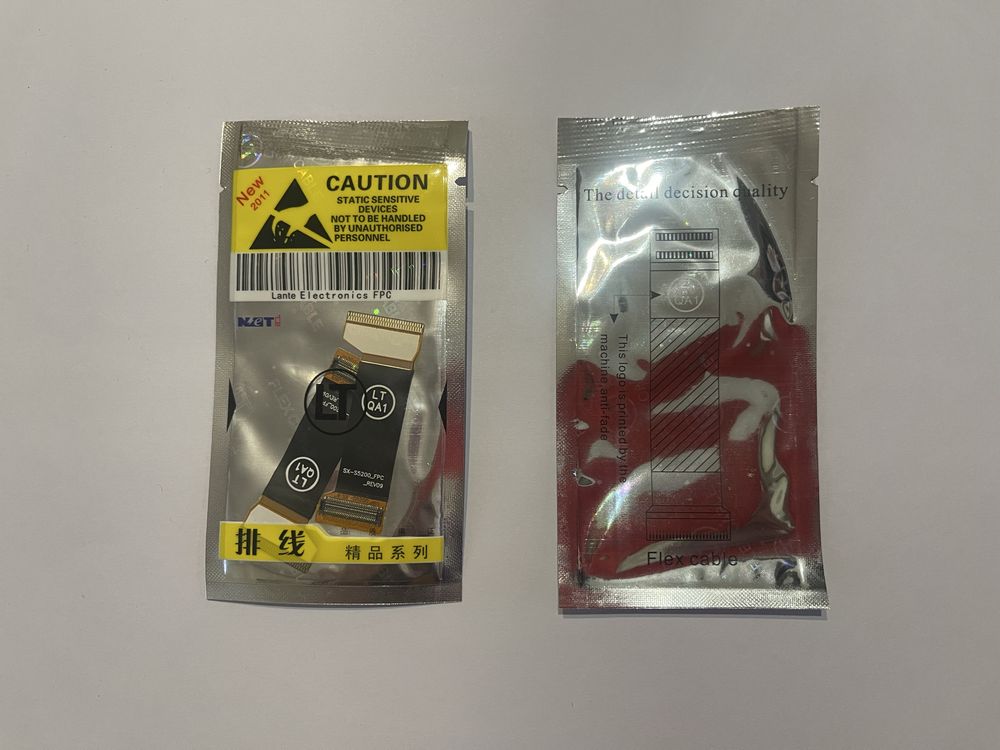 New
2011
CAUTION
STATIC SENSITIVE
DEVICES
NOT TO BE HANDLED
BY UNAUTHORISED
PERSONNEL
Lante Electronics FPC
LT
LT
QA1
LT
QA1
SX-S5200_FPC
_REV09
排线
精品系列
The detail decision quality
QA1
This logo is printed by the
machine,anti-fade
Flex cable